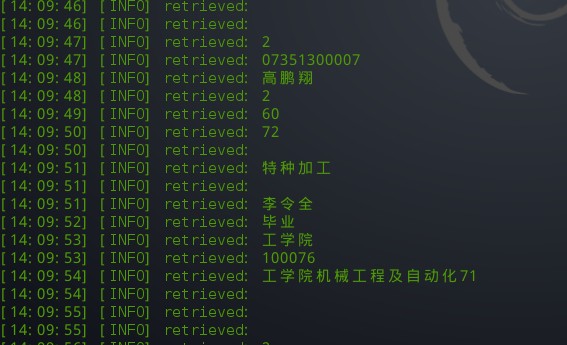 [14:09:46] [INFO] retrieved:
[14:09:46] [INFO] retrieved:
[14:09:47] [INFO] retrieved: 2
[14:09:47] [INFO] retrieved: 07351300007
[14:09:48] [INFO] retrieved: 高鹏翔
[14:09:48] [INFO] retrieved: 2
[14:09:49] [INFO] retrieved: 60
[14:09:50] [INFO] retrieved: 72
[14:09:50] [INFO] retrieved:
[14:09:51] [INFO] retrieved: 特种加工
[14:09:51] [INFO] retrieved:
[14:09:51] [INFO] retrieved: 李令全
[14:09:52] [INFO] retrieved: 毕业
[14:09:53] [INFO] retrieved: 工学院
[14:09:53] [INFO] retrieved: 100076
[14:09:54] [INFO] retrieved: 工学院机械工程及自动化71
[14:09:54] [INFO] retrieved:
[14:09:55] [INFO] retrieved:
[14:09:55] [INFO] retrieved: